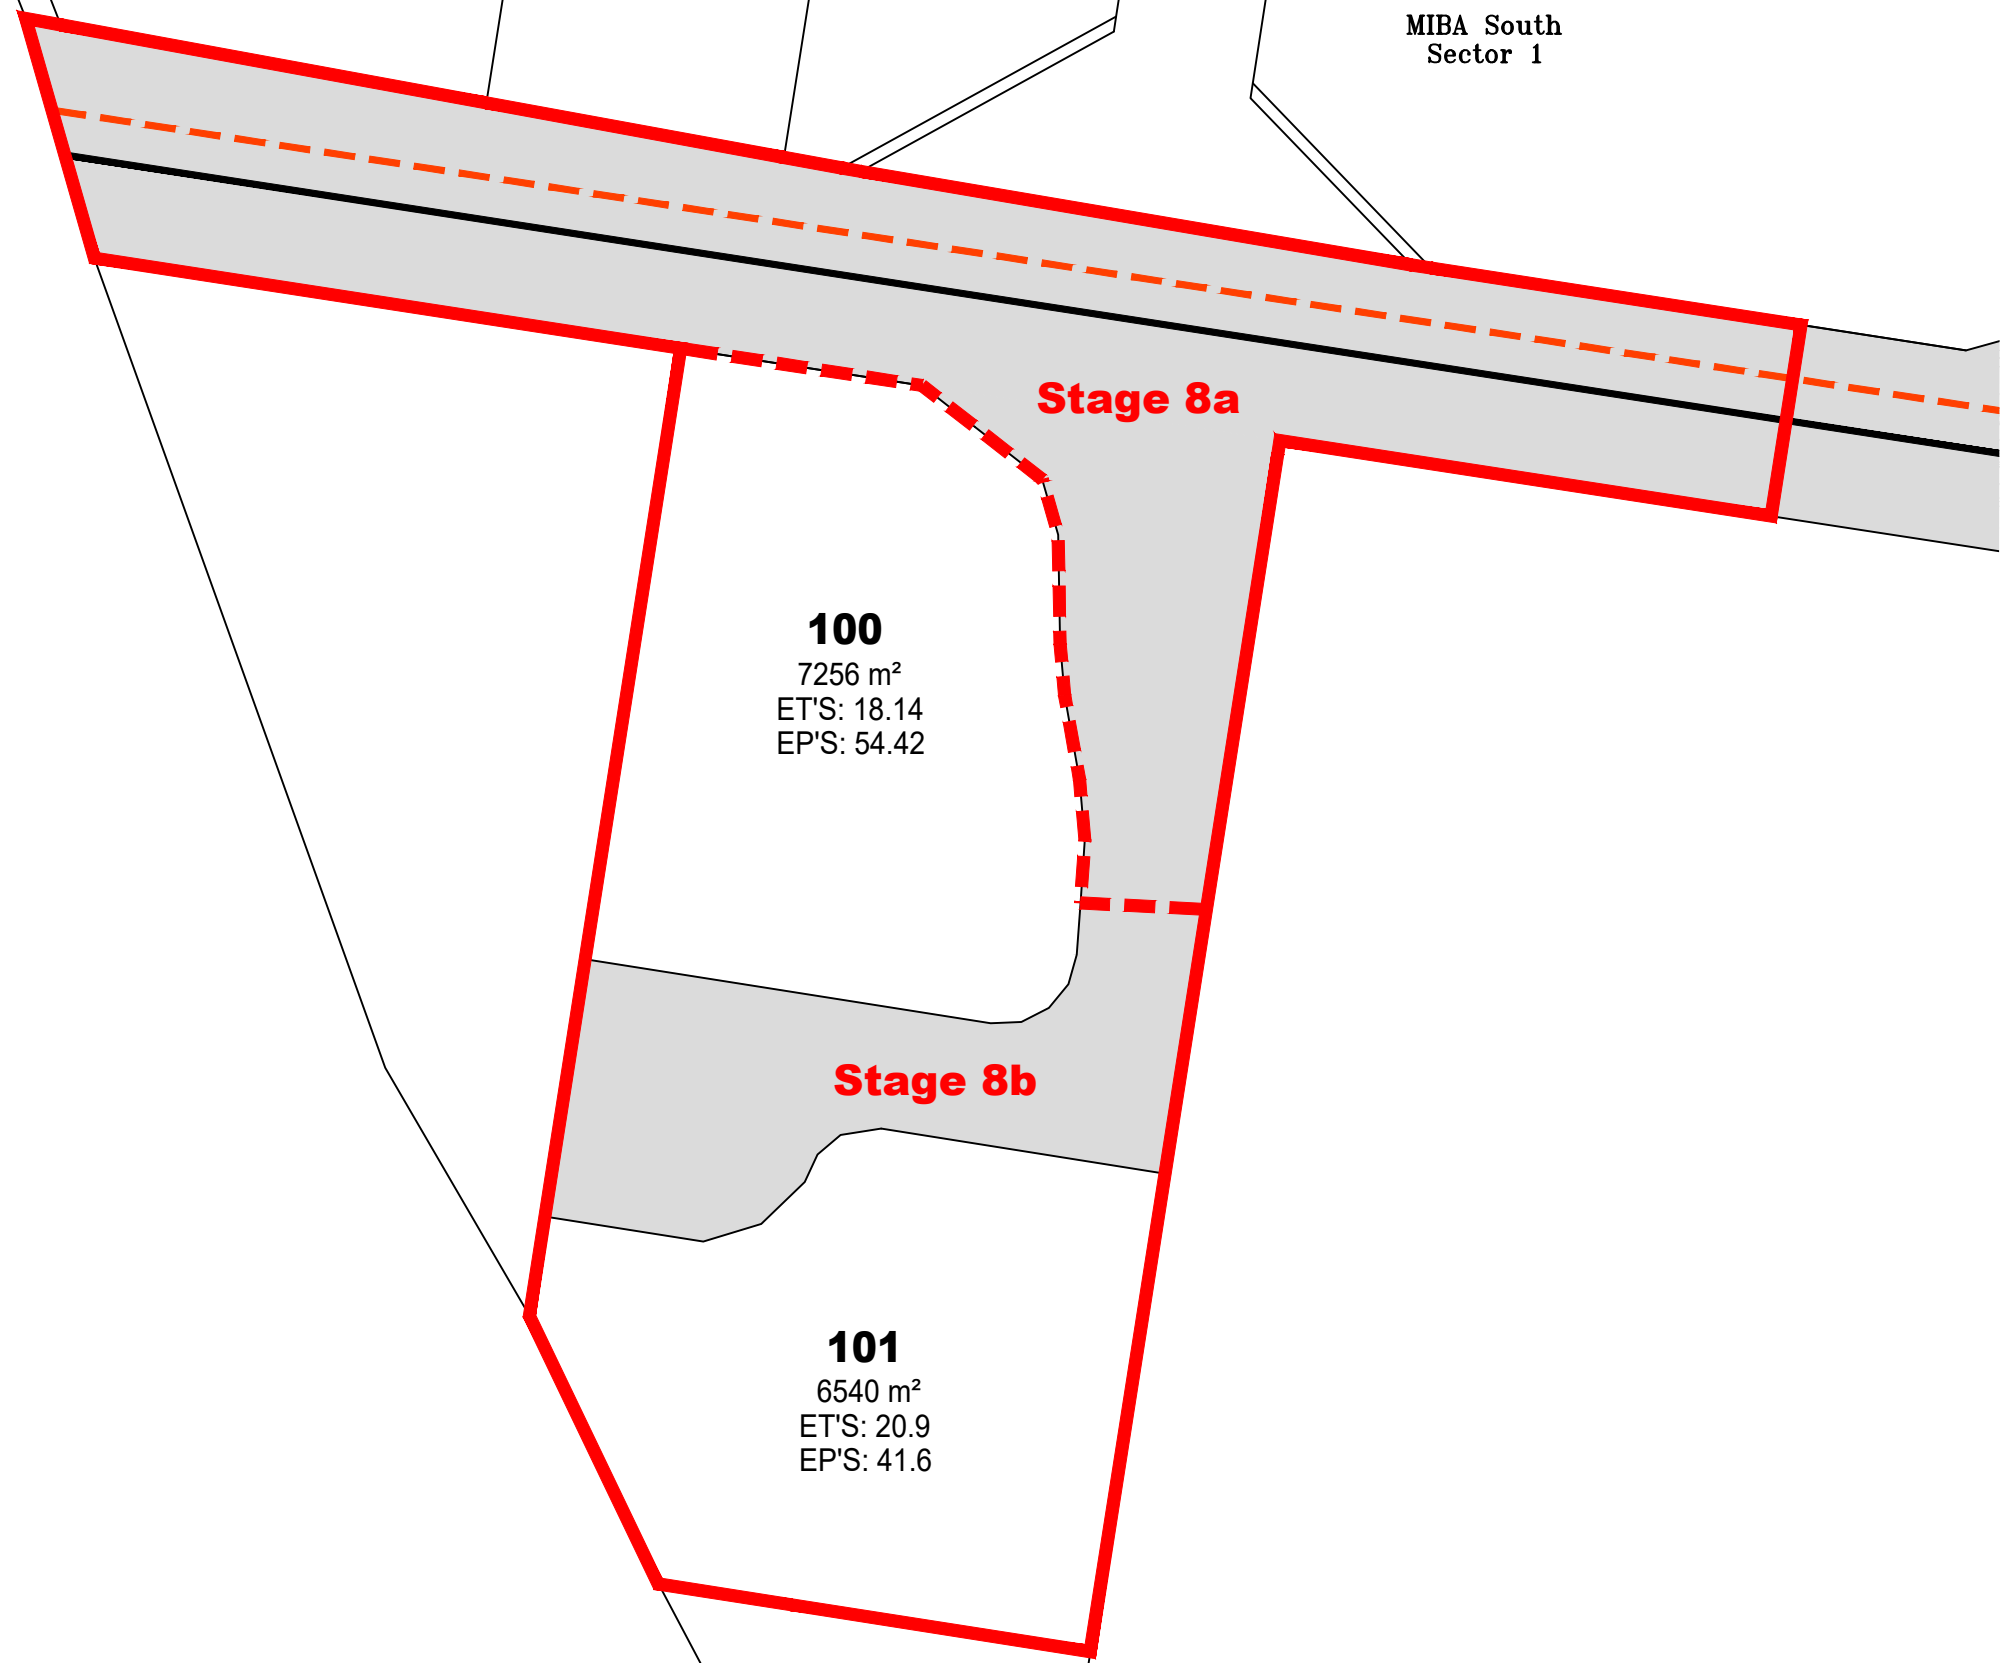 MIBA South
Sector 1
Stage 8a
100
7256 m²
ET'S: 18.14
EP'S: 54.42
Stage 8b
101
6540 m²
ET'S: 20.9
EP'S: 41.6